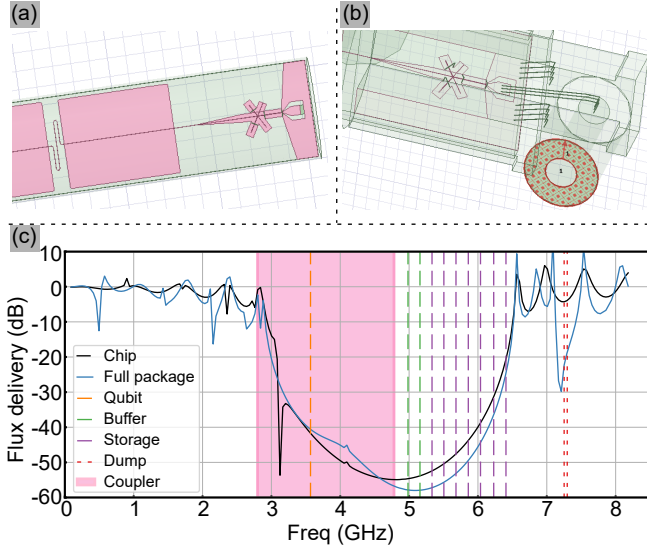 (a)
(b)
1
1
(c)
10
0
-10
-20
-30
-40
-50
-60
Flux delivery (dB)
Chip
Full package
Qubit
Buffer
Storage
Dump
Coupler
0 1 2 3 4 5 6 7 8
Freq (GHz)